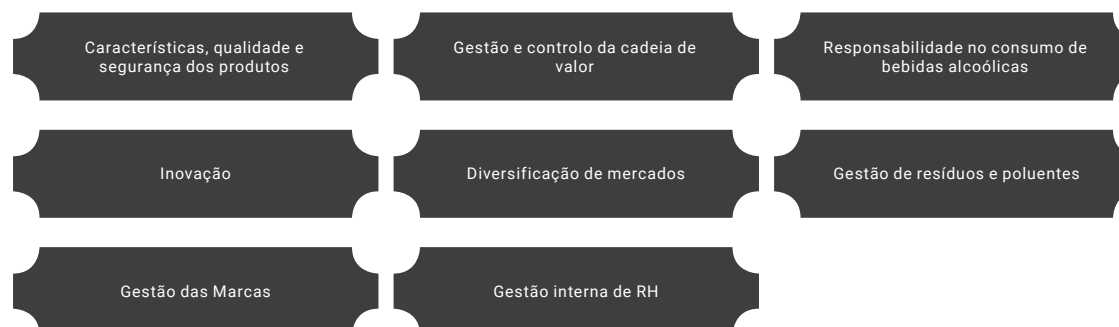 Características, qualidade e
segurança dos produtos
Gestão e controlo da cadeia de
valor
Responsabilidade no consumo de
bebidas alcoólicas
Inovação
Diversificação de mercados
Gestão de resíduos e poluentes
Gestão das Marcas
Gestão interna de RH